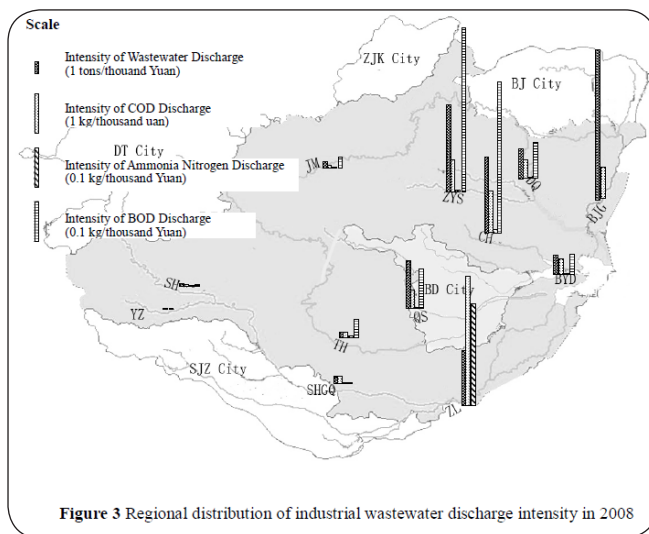 Scale
Intensity of Wastewater Discharge
(1 tons/thousand Yuan)
Intensity of COD Discharge
(1 kg/thousand uan)
Intensity of Ammonia Nitrogen Discharge
(0.1 kg/thousand Yuan)
Intensity of BOD Discharge
(0.1 kg/thousand Yuan)
ZJK City
BJ City
DT City
JM
ZYS
DQ
BJG
CH
BYD
SH
BD City
YZ
QS
TH
SJZ City
SHGQ
ZL
Figure 3 Regional distribution of industrial wastewater discharge intensity in 2008